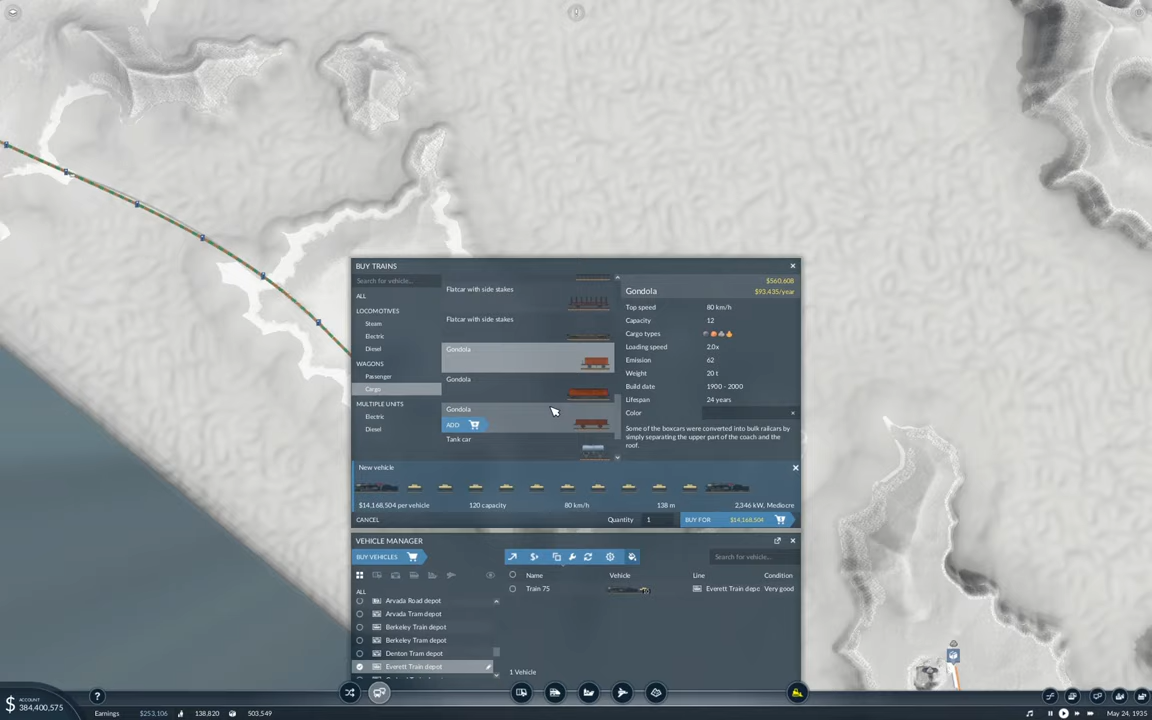 BUY TRAINS
Search for vehicle...
ALL
LOCOMOTIVES
Steam
Electric
Diesel
WAGONS
Passenger
Cargo
MULTIPLE UNITS
Electric
Diesel
Flatcar with side stakes
Flatcar with side stakes
Gondola
Gondola
Gondola
ADD
Tank car
$560,608
Gondola
$93,435/year
Top speed 80 km/h
Capacity 12
Cargo types
Loading speed 2.0x
Emission 62
Weight 20 t
Build date 1900 - 2000
Lifespan 24 years
Color
Some of the boxcars were converted into bulk railcars by
simply separating the upper part of the coach and the
roof.
New vehicle
$14,168,504 per vehicle 120 capacity 80 km/h 138 m 2,346 kW, Mediocre
CANCEL Quantity 1 BUY FOR $14,168,504
VEHICLE MANAGER
BUY VEHICLES
Search for vehicle...
ALL
Arvada Road depot
Arvada Tram depot
Berkeley Train depot
Berkeley Tram depot
Denton Tram depot
Everett Train depot
Name Vehicle Line Condition
Train 75 Everett Train depo Very good
1 Vehicle
$ ACCOUNT
384,400,575
?
Earnings $253,106 138,820 503,549
May 24, 1935